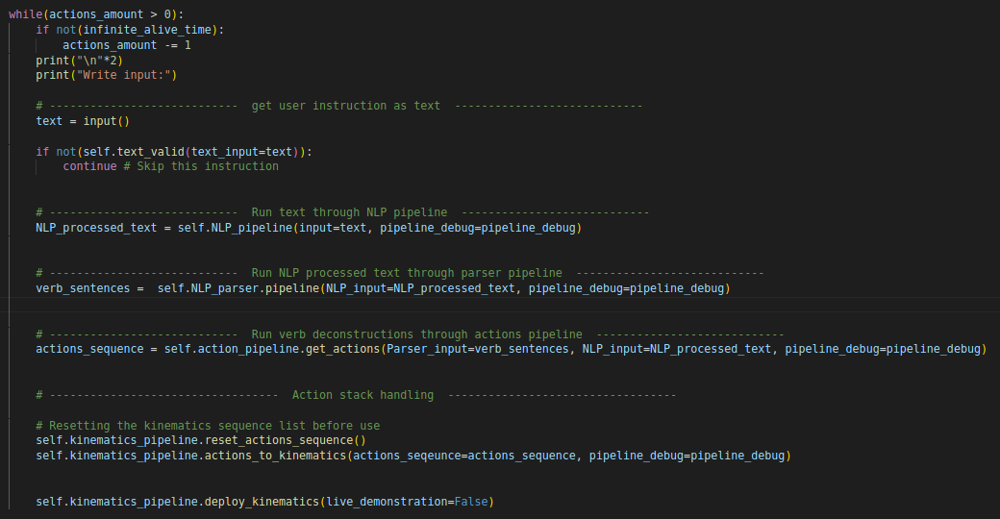 while(actions_amount > 0):
    if not(infinite_alive_time):
        actions_amount -= 1
    print("\n"*2)
    print("Write input:")
    # ---------------------------- get user instruction as text ----------------------------
    text = input()
    if not(self.text_valid(text_input=text)):
        continue # Skip this instruction
    # ---------------------------- Run text through NLP pipeline ----------------------------
    NLP_processed_text = self.NLP_pipeline(input=text, pipeline_debug=pipeline_debug)
    # ---------------------------- Run NLP processed text through parser pipeline ----------------------------
    verb_sentences =  self.NLP_parser.pipeline(NLP_input=NLP_processed_text, pipeline_debug=pipeline_debug)
    # ---------------------------- Run verb deconstructions through actions pipeline ----------------------------
    actions_sequence = self.action_pipeline.get_actions(Parser_input=verb_sentences, NLP_input=NLP_processed_text, pipeline_debug=pipeline_debug)
    # ---------------------------------- Action stack handling ----------------------------------
    # Resetting the kinematics sequence list before use
    self.kinematics_pipeline.reset_actions_sequence()
    self.kinematics_pipeline.actions_to_kinematics(actions_seqeunce=actions_sequence, pipeline_debug=pipeline_debug)
    self.kinematics_pipeline.deploy_kinematics(live_demonstration=False)